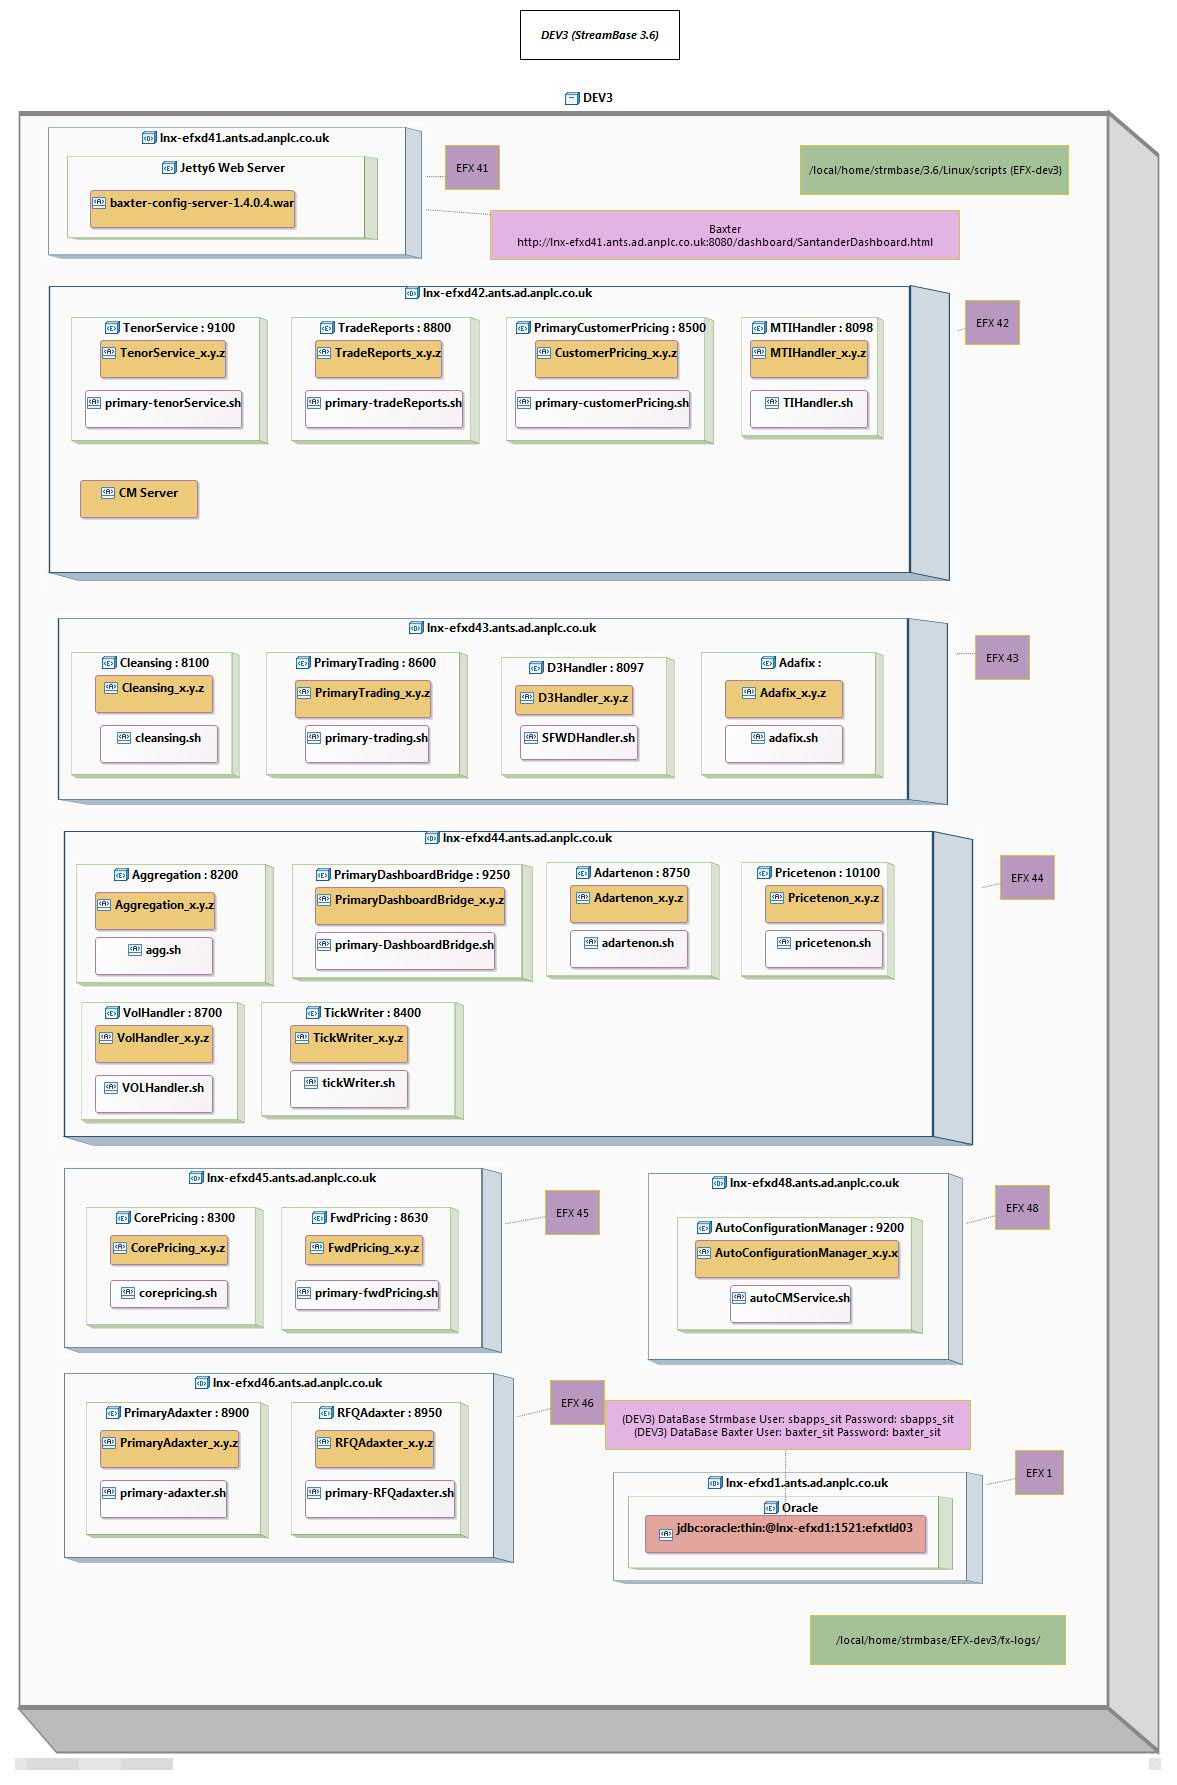 DEV3 (StreamBase 3.6)
DEV3
lnx-efxd41.ants.ad.anplc.co.uk
Jetty6 Web Server
baxter-config-server-1.4.0.4.war
EFX 41
/local/home/strmbase/3.6/Linux/scripts (EFX-dev3)
Baxter
http://lnx-efxd41.ants.ad.anplc.co.uk:8080/dashboard/SantanderDashboard.html
lnx-efxd42.ants.ad.anplc.co.uk
EFX 42
TenorService : 9100
TenorService_x.y.z
primary-tenorService.sh
TradeReports : 8800
TradeReports_x.y.z
primary-tradeReports.sh
PrimaryCustomerPricing : 8500
CustomerPricing_x.y.z
primary-customerPricing.sh
MTIHandler : 8098
MTIHandler_x.y.z
TIHandler.sh
CM Server
lnx-efxd43.ants.ad.anplc.co.uk
EFX 43
Cleansing : 8100
Cleansing_x.y.z
cleansing.sh
PrimaryTrading : 8600
PrimaryTrading_x.y.z
primary-trading.sh
D3Handler : 8097
D3Handler_x.y.z
SFWDHandler.sh
Adafix :
Adafix_x.y.z
adafix.sh
lnx-efxd44.ants.ad.anplc.co.uk
EFX 44
Aggregation : 8200
Aggregation_x.y.z
agg.sh
PrimaryDashboardBridge : 9250
PrimaryDashboardBridge_x.y.z
primary-DashboardBridge.sh
Adartenon : 8750
Adartenon_x.y.z
adartenon.sh
Pricetenon : 10100
Pricetenon_x.y.z
pricetenon.sh
VolHandler : 8700
VolHandler_x.y.z
VOLHandler.sh
TickWriter : 8400
TickWriter_x.y.z
tickWriter.sh
lnx-efxd45.ants.ad.anplc.co.uk
EFX 45
CorePricing : 8300
CorePricing_x.y.z
corepricing.sh
FwdPricing : 8630
FwdPricing_x.y.z
primary-fwdPricing.sh
lnx-efxd48.ants.ad.anplc.co.uk
EFX 48
AutoConfigurationManager : 9200
AutoConfigurationManager_x.y.x
autoCMService.sh
lnx-efxd46.ants.ad.anplc.co.uk
EFX 46
PrimaryAdaxter : 8900
PrimaryAdaxter_x.y.z
primary-adaxter.sh
RFQAdaxter : 8950
RFQAdaxter_x.y.z
primary-RFQadaxter.sh
(DEV3) DataBase Strmbase User: sbapps_sit Password: sbapps_sit
(DEV3) DataBase Baxter User: baxter_sit Password: baxter_sit
lnx-efxd1.ants.ad.anplc.co.uk
EFX 1
Oracle
jdbc:oracle:thin:@lnx-efxd1:1521:efxtld03
/local/home/strmbase/EFX-dev3/fx-logs/